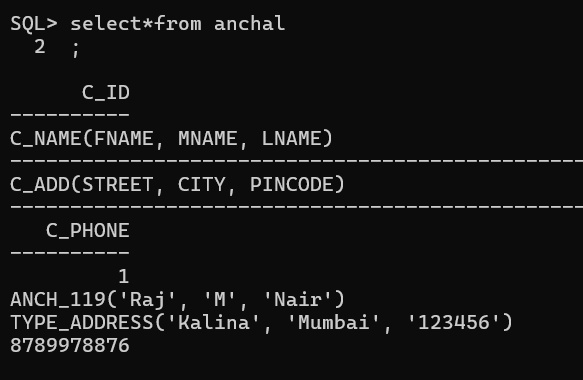 SQL> select*from anchal
  2  ;

      C_ID
----------
C_NAME(FNAME, MNAME, LNAME)
--------------------------------------------------------------------------------
C_ADD(STREET, CITY, PINCODE)
--------------------------------------------------------------------------------
   C_PHONE
----------
         1
ANCH_119('Raj', 'M', 'Nair')
TYPE_ADDRESS('Kalina', 'Mumbai', '123456')
8789978876